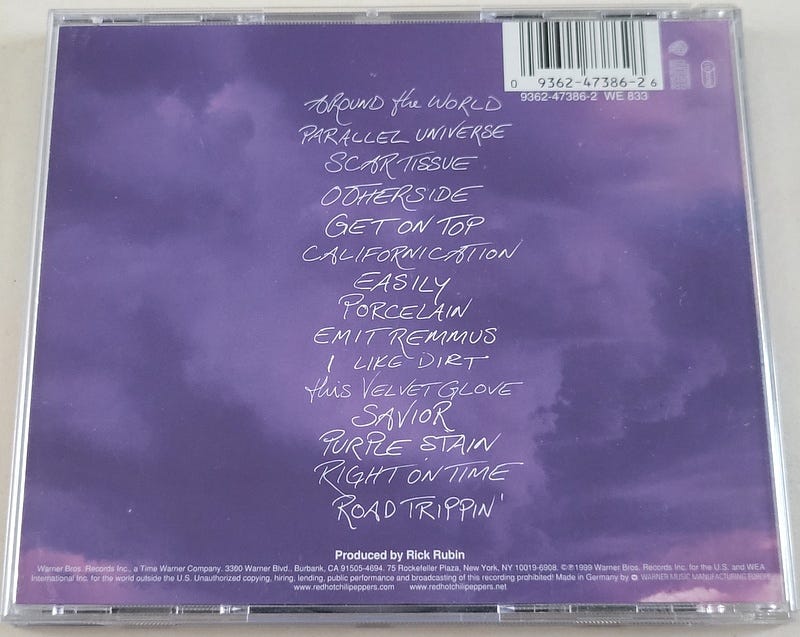 0 9362-47386-2 6
9362-47386-2 WE 833
AROUND the WORLD
PARALLEL UNIVERSE
SCAR TISSUE
OTHERSIDE
GET ON TOP
CALIFORNICATION
EASILY
PORCELAIN
EMIT REMMUS
I LIKE DIRT
this VELVET GLOVE
SAVIOR
PURPLE STAIN
RIGHT ON TIME
ROAD TRIPPIN'
Produced by Rick Rubin
Warner Bros. Records Inc., a Time Warner Company. 3360 Warner Blvd., Burbank, CA 91505-4694. 75 Rockefeller Plaza, New York, NY 10019-6908. ©℗1999 Warner Bros. Records Inc. for the U.S. and WEA
International Inc. for the world outside the U.S. Unauthorized copying, hiring, lending, public performance and broadcasting of this recording prohibited! Made in Germany by WARNER MUSIC MANUFACTURING EUROPE
www.redhotchilipeppers.com www.redhotchilipeppers.net